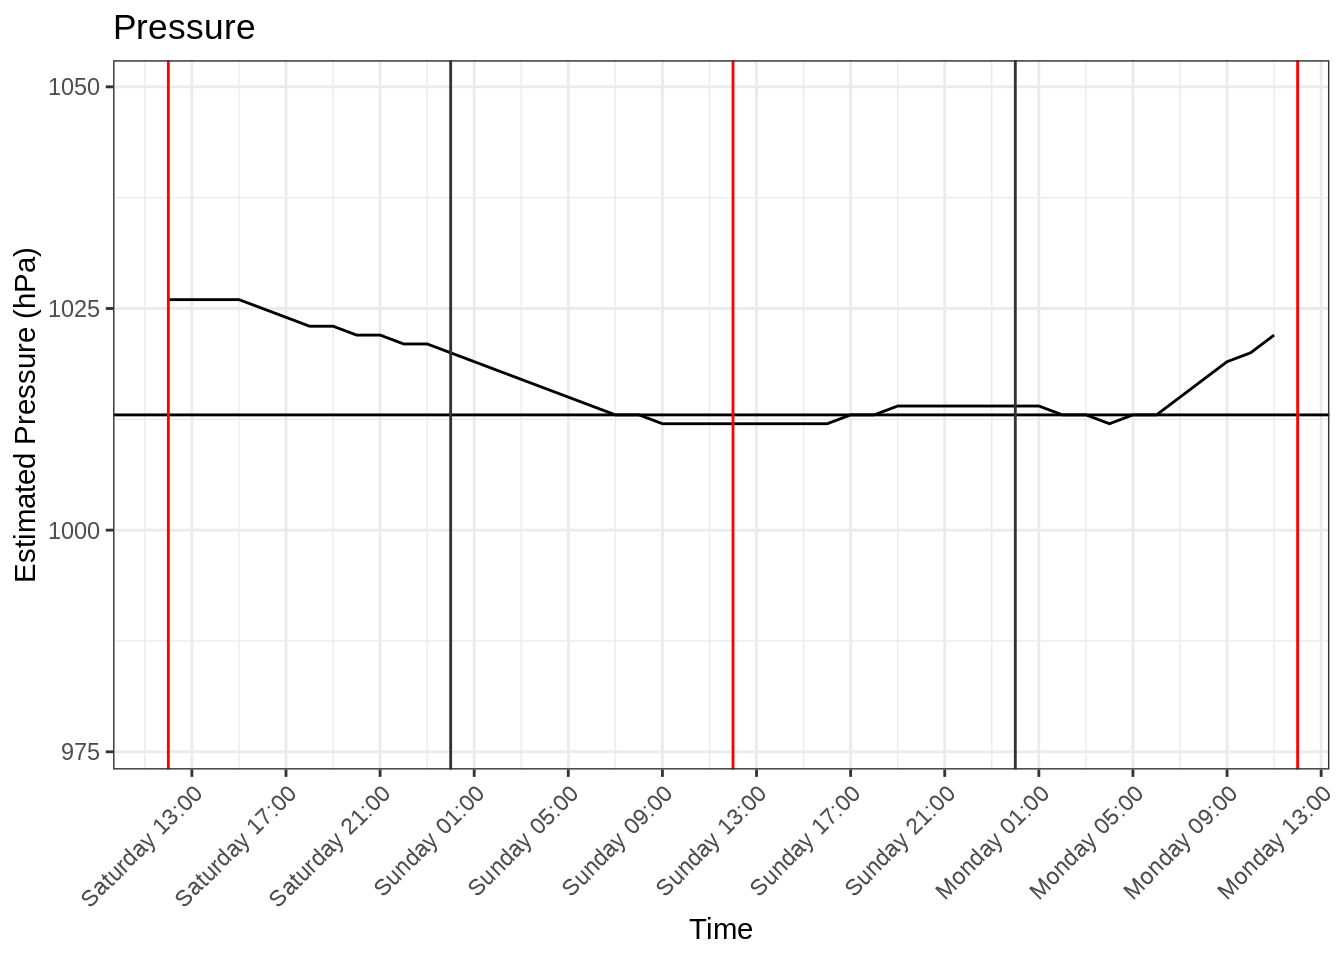 Pressure
1050
1025
1000
975
Estimated Pressure (hPa)
Saturday 13:00
Saturday 17:00
Saturday 21:00
Sunday 01:00
Sunday 05:00
Sunday 09:00
Sunday 13:00
Sunday 17:00
Sunday 21:00
Monday 01:00
Monday 05:00
Monday 09:00
Monday 13:00
Time